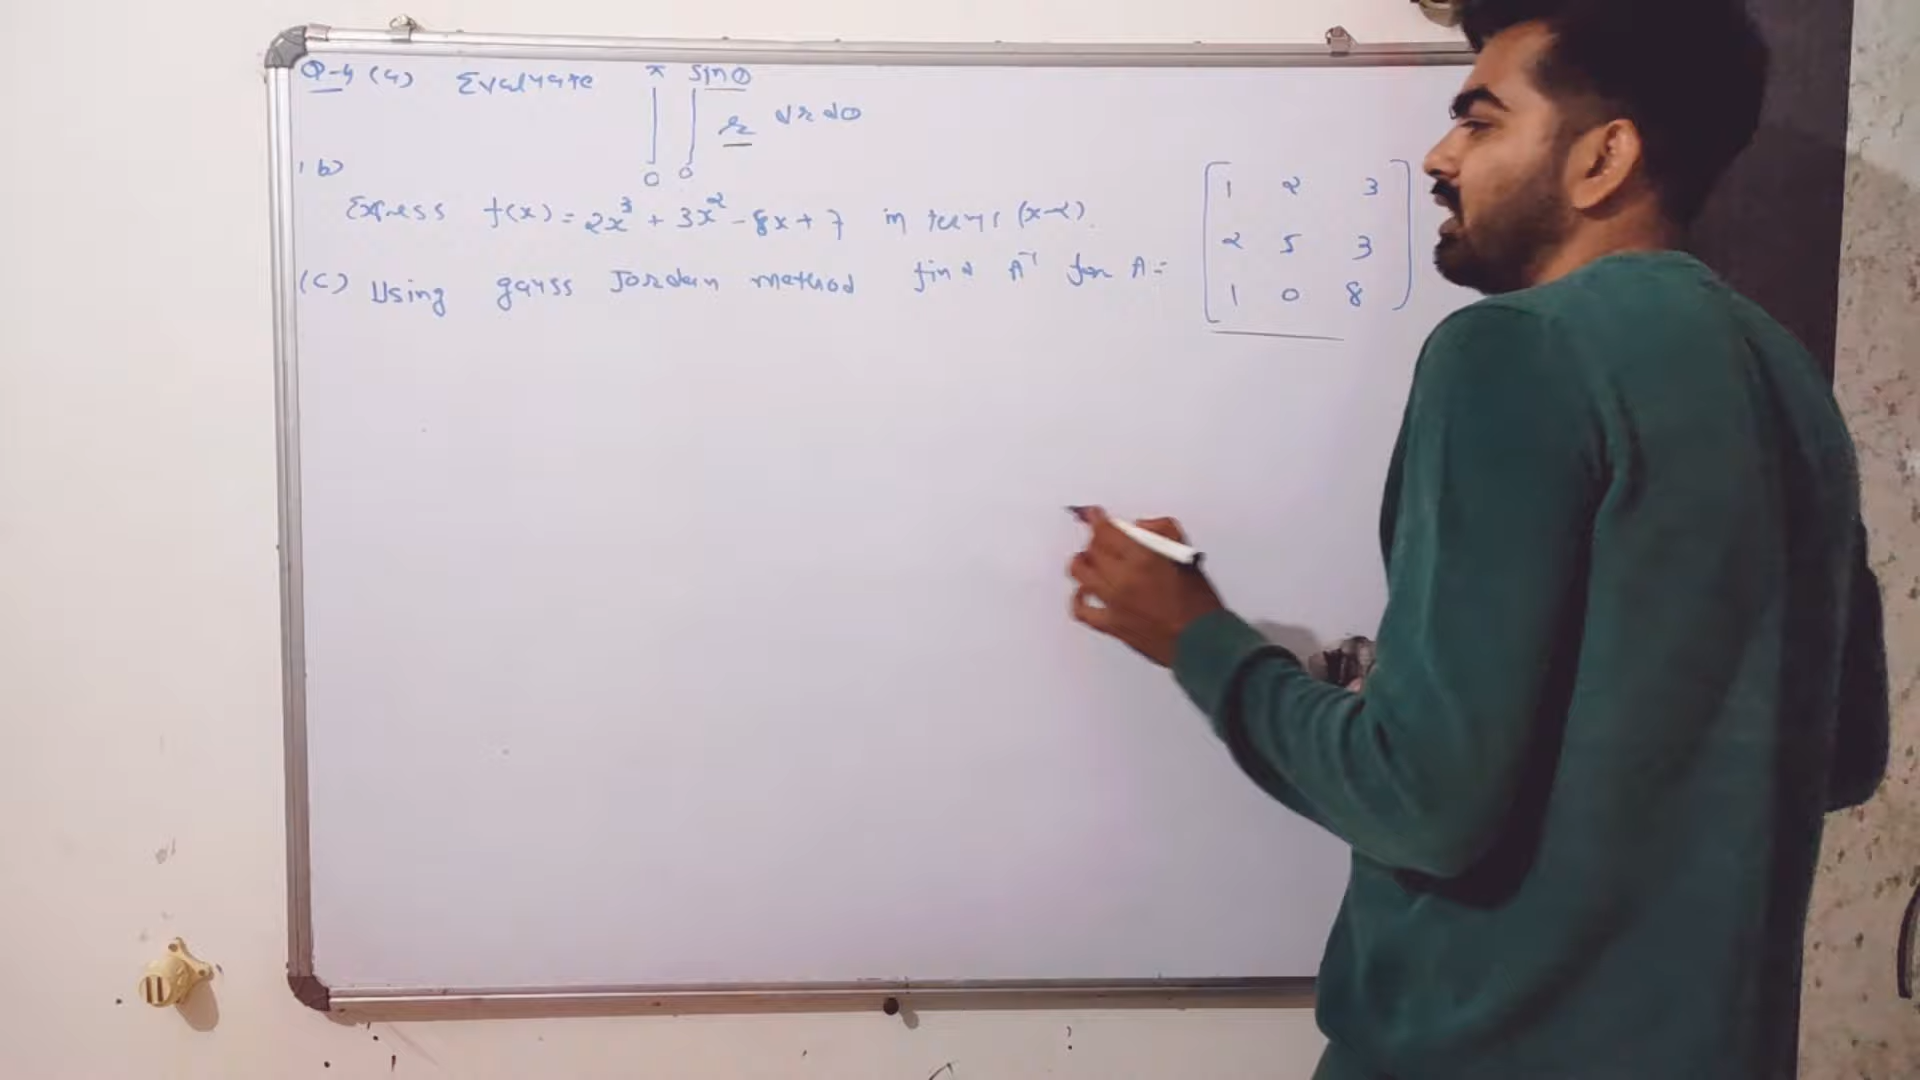 Q-4 (a) Evaluate ∫₀^π ∫₀^sinθ r dr dθ
(b)
Express f(x) = 2x³ + 3x² - 8x + 7 in terms (x-2).
(C) Using gauss Jordan method find A⁻¹ for A =
1 2 3
2 5 3
1 0 8